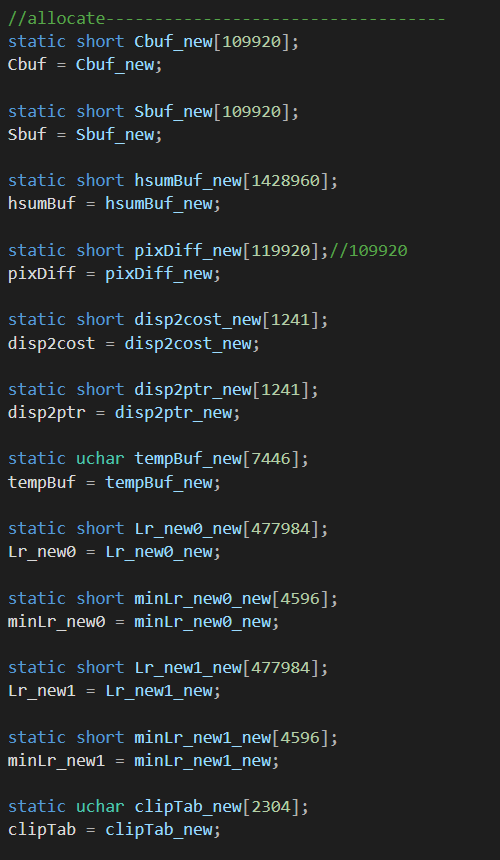 //allocate-----------------------------------
static short Cbuf_new[109920];
Cbuf = Cbuf_new;
static short Sbuf_new[109920];
Sbuf = Sbuf_new;
static short hsumBuf_new[1428960];
hsumBuf = hsumBuf_new;
static short pixDiff_new[119920];//109920
pixDiff = pixDiff_new;
static short disp2cost_new[1241];
disp2cost = disp2cost_new;
static short disp2ptr_new[1241];
disp2ptr = disp2ptr_new;
static uchar tempBuf_new[7446];
tempBuf = tempBuf_new;
static short Lr_new0_new[477984];
Lr_new0 = Lr_new0_new;
static short minLr_new0_new[4596];
minLr_new0 = minLr_new0_new;
static short Lr_new1_new[477984];
Lr_new1 = Lr_new1_new;
static short minLr_new1_new[4596];
minLr_new1 = minLr_new1_new;
static uchar clipTab_new[2304];
clipTab = clipTab_new;